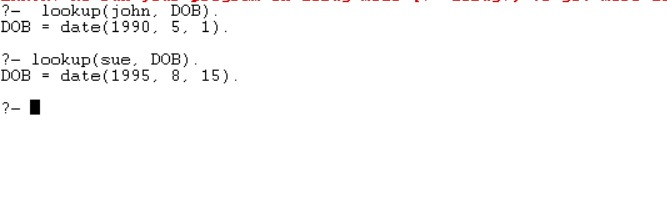 ?-  lookup(john, DOB).
DOB = date(1990, 5, 1).
?- lookup(sue, DOB).
DOB = date(1995, 8, 15).
?-